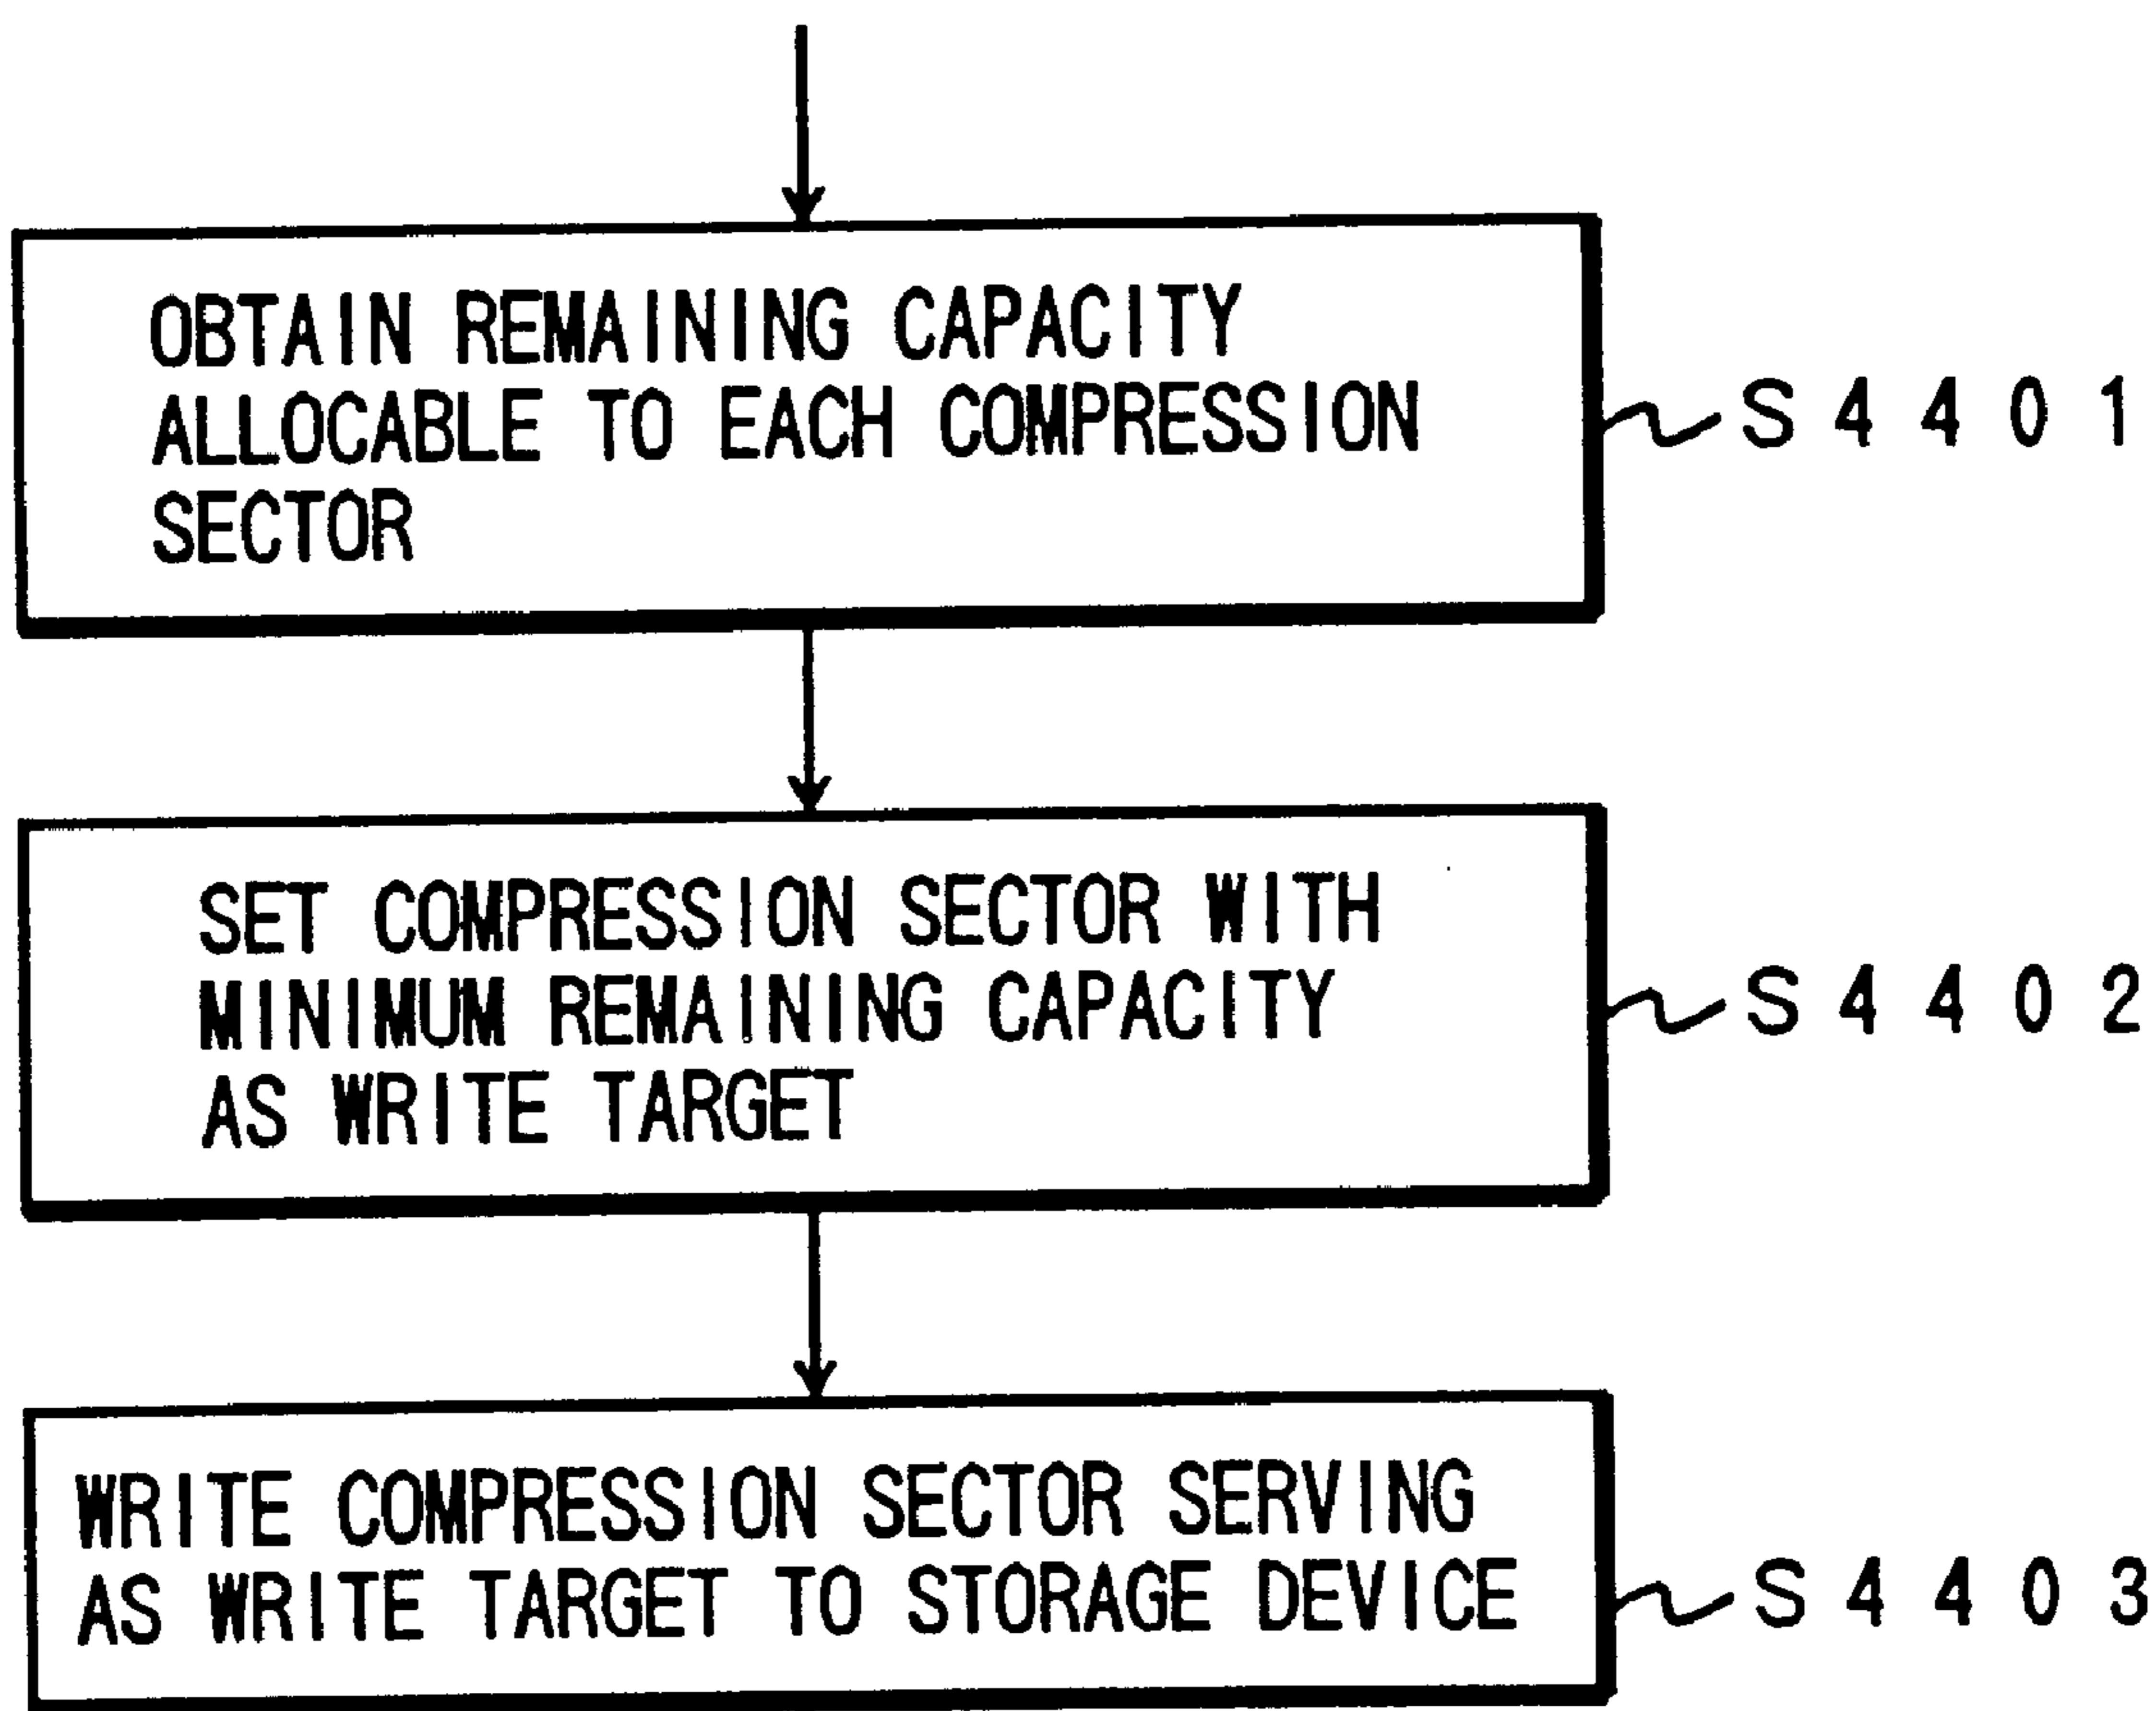 OBTAIN REMAINING CAPACITY
ALLOCABLE TO EACH COMPRESSION
SECTOR
S4401
SET COMPRESSION SECTOR WITH
MINIMUM REMAINING CAPACITY
AS WRITE TARGET
S4402
WRITE COMPRESSION SECTOR SERVING
AS WRITE TARGET TO STORAGE DEVICE
S4403